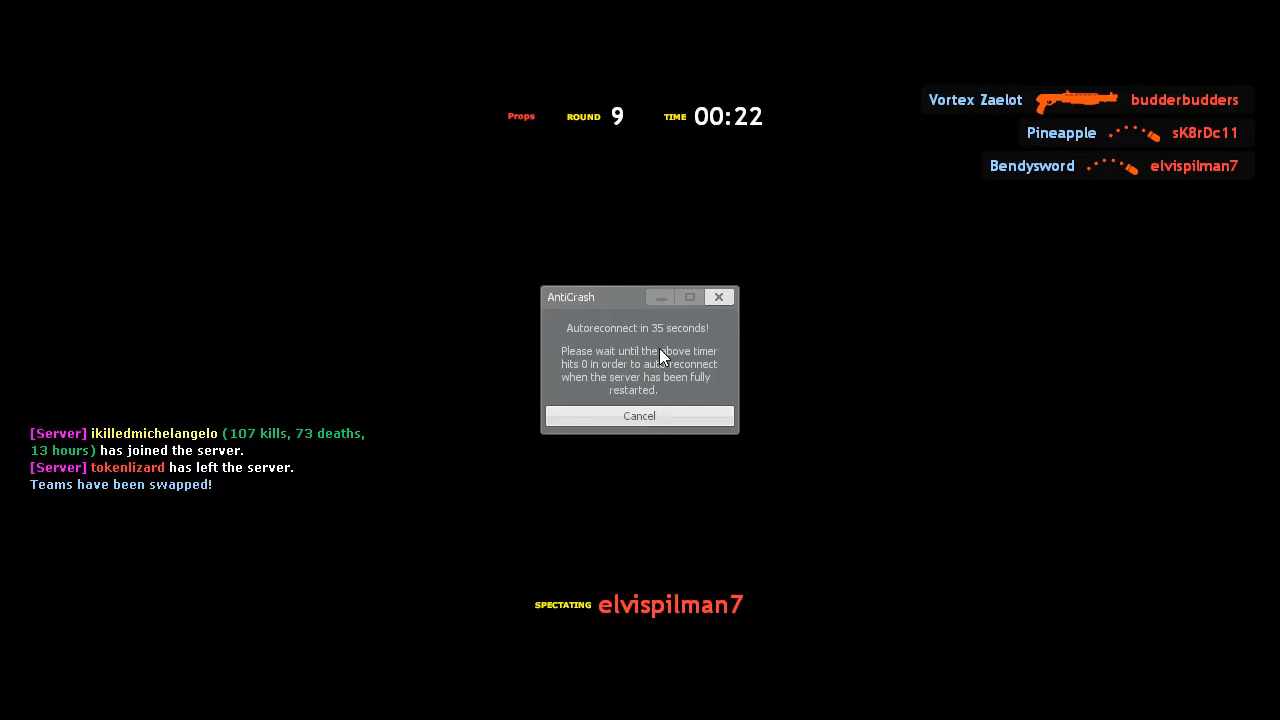 Props ROUND 9 TIME 00:22
Vortex Zaelot budderbudders
Pineapple sK8rDc11
Bendysword elvispilman7
AntiCrash
Autoreconnect in 35 seconds!
Please wait until the above timer
hits 0 in order to autoreconnect
when the server has been fully
restarted.
Cancel
[Server] ikilledmichelangelo (107 kills, 73 deaths,
13 hours) has joined the server.
[Server] tokenlizard has left the server.
Teams have been swapped!
SPECTATING elvispilman7